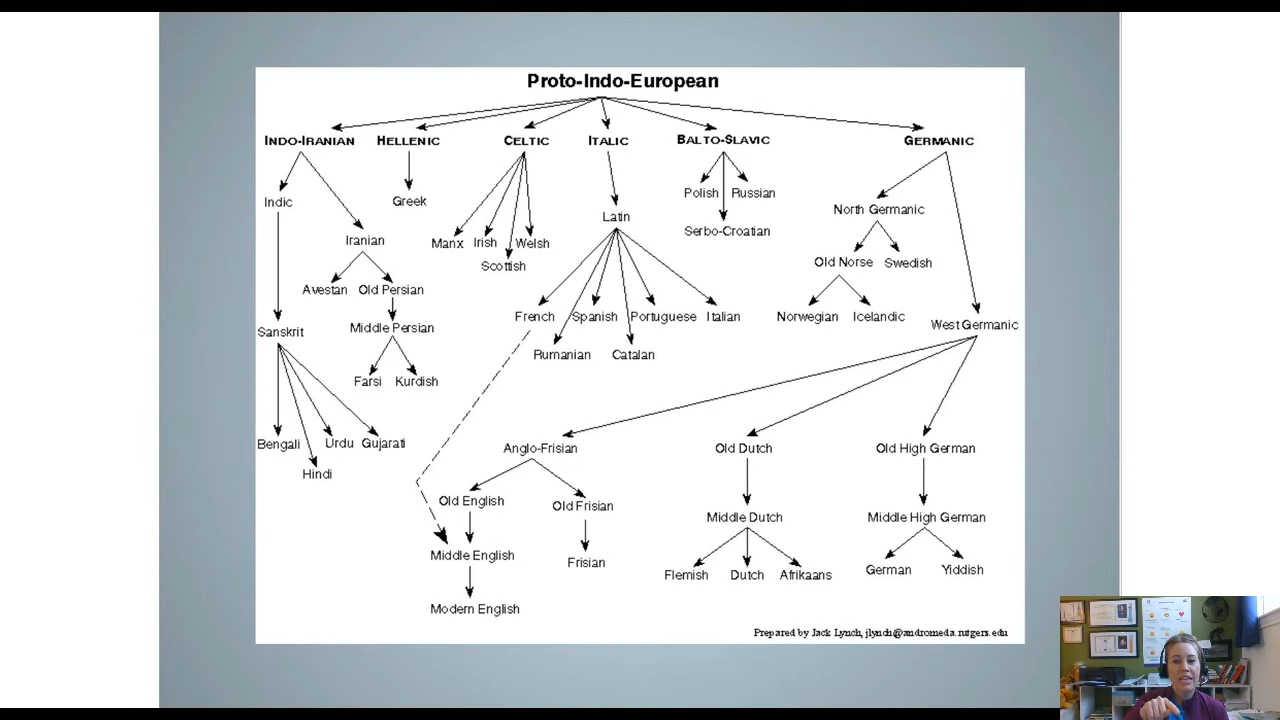 Proto-Indo-European
INDO-IRANIAN HELLENIC CELTIC ITALIC BALTO-SLAVIC GERMANIC
Polish Russian
Indic Greek
North Germanic
Latin
Serbo-Croatian
Iranian Manx Irish Welsh
Scottish Old Norse Swedish
Avestan Old Persian
French Spanish Portuguese Italian Norwegian Icelandic
Sanskrit Middle Persian West Germanic
Rumanian Catalan
Farsi Kurdish
Bengali Urdu Gujarati Anglo-Frisian Old Dutch Old High German
Hindi
Old English Old Frisian
Middle Dutch Middle High German
Middle English Frisian
Flemish Dutch Afrikaans German Yiddish
Modern English
Prepared by Jack Lynch, jlynch@andromeda.rutgers.edu